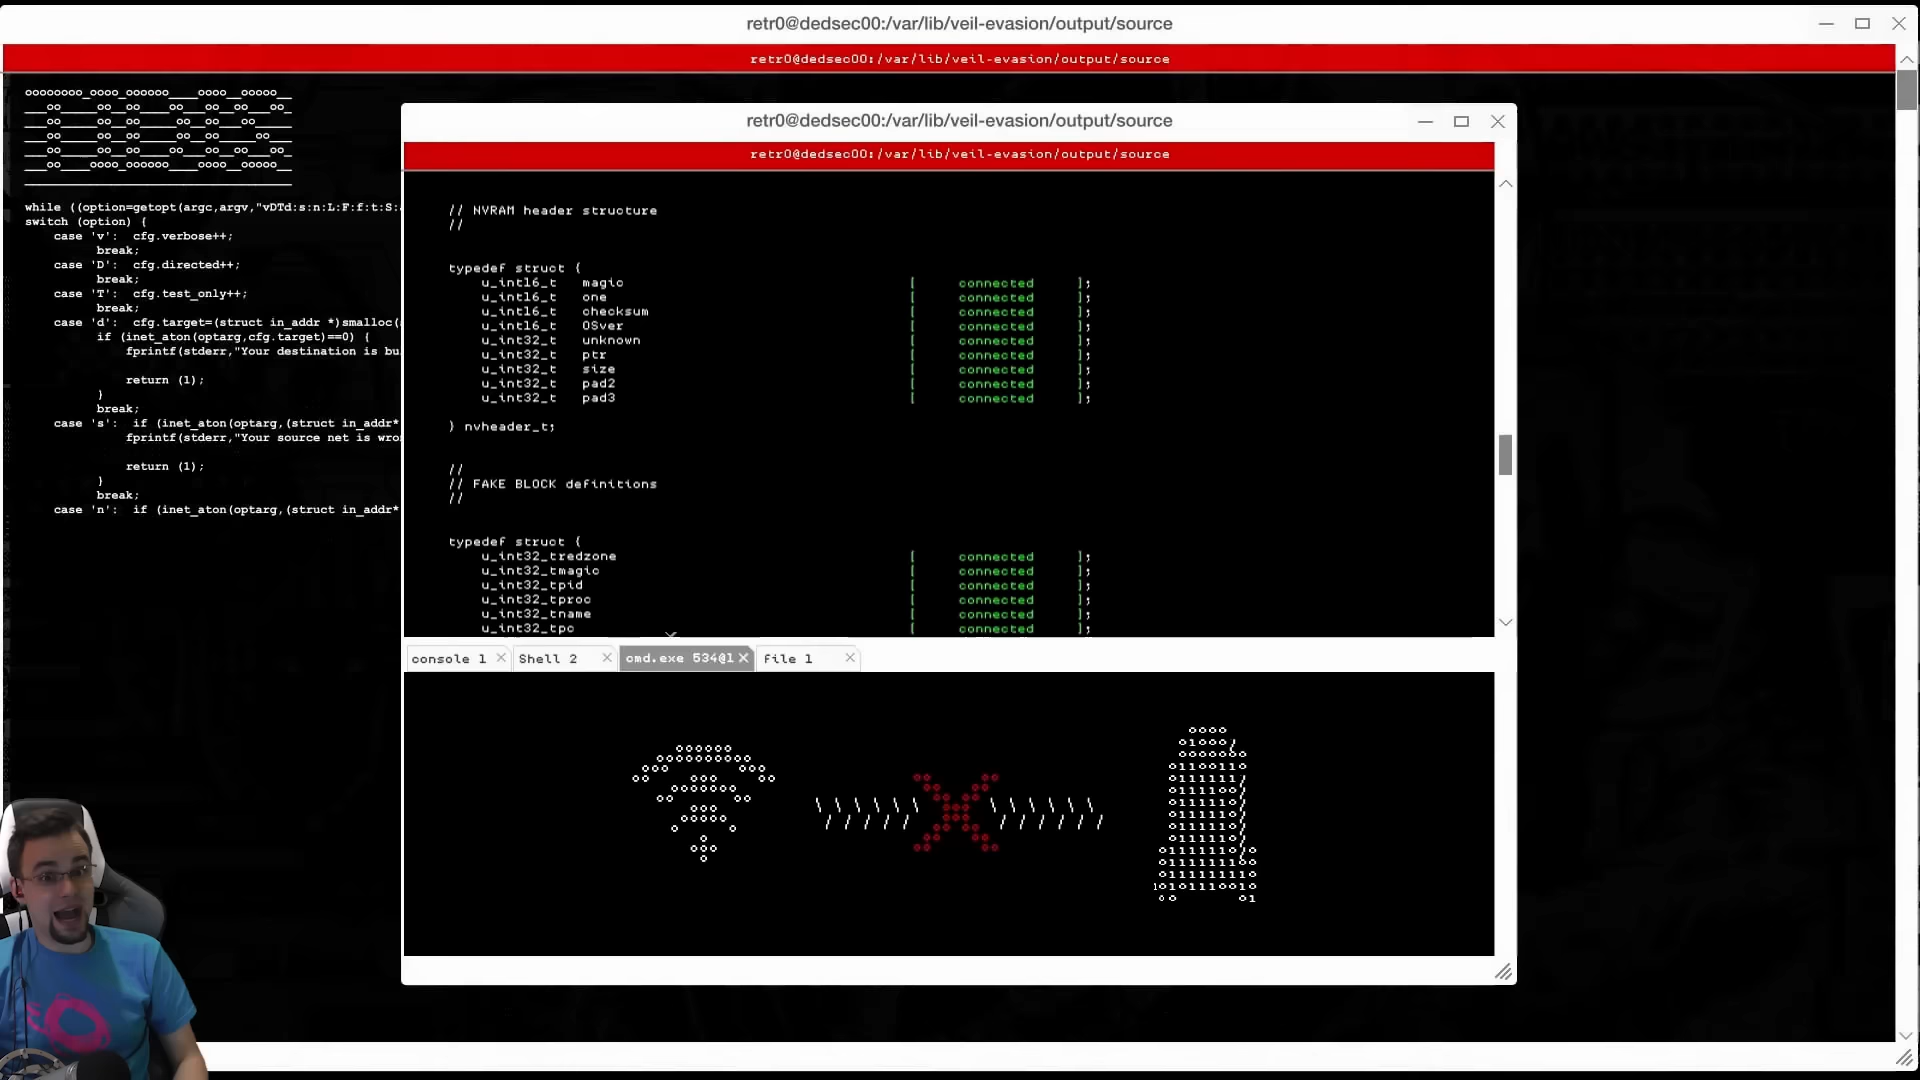 retr0@dedsec00:/var/lib/veil-evasion/output/source
retr0@dedsec00:/var/lib/veil-evasion/output/source
while ((option=getopt(argc,argv,"vDTd:s:n:L:F:f:t:S:
switch (option) {
case 'v': cfg.verbose++;
break;
case 'D': cfg.directed++;
break;
case 'T': cfg.test_only++;
break;
case 'd': cfg.target=(struct in_addr *)smalloc(
if (inet_aton(optarg,cfg.target)==0) {
fprintf(stderr,"Your destination is bu
return (1);
}
break;
case 's': if (inet_aton(optarg,(struct in_addr*
fprintf(stderr,"Your source net is wro
return (1);
}
break;
case 'n': if (inet_aton(optarg,(struct in_addr*
retr0@dedsec00:/var/lib/veil-evasion/output/source
retr0@dedsec00:/var/lib/veil-evasion/output/source
// NVRAM header structure
//
typedef struct {
u_int16_t magic [ connected ];
u_int16_t one [ connected ];
u_int16_t checksum [ connected ];
u_int16_t OSver [ connected ];
u_int32_t unknown [ connected ];
u_int32_t ptr [ connected ];
u_int32_t size [ connected ];
u_int32_t pad2 [ connected ];
u_int32_t pad3 [ connected ];
} nvheader_t;
//
// FAKE BLOCK definitions
//
typedef struct {
u_int32_tredzone [ connected ];
u_int32_tmagic [ connected ];
u_int32_tpid [ connected ];
u_int32_tproc [ connected ];
u_int32_tname [ connected ];
u_int32_tpc [ connected ];
console 1 Shell 2 cmd.exe 534@1 File 1